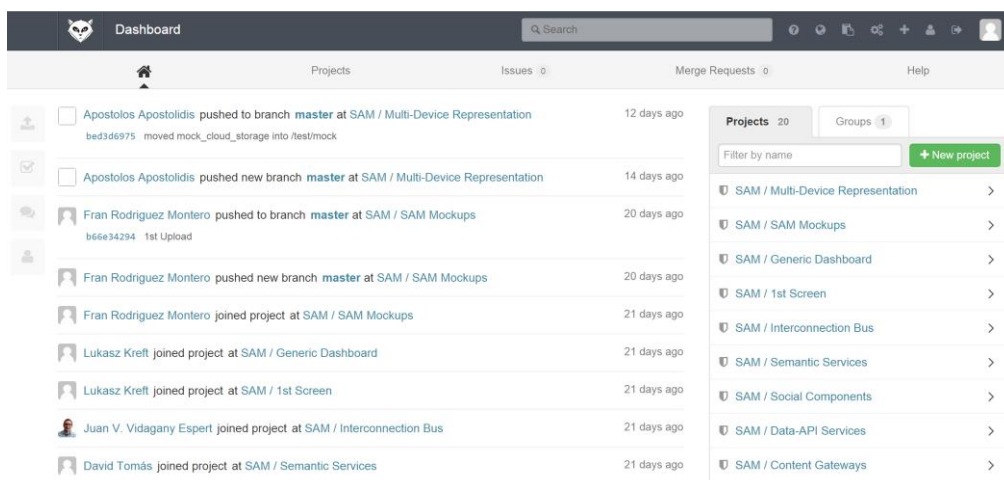 Dashboard
Search
Projects
Issues 0
Merge Requests 0
Help
Apostolos Apostolidis pushed to branch master at SAM / Multi-Device Representation
12 days ago
bed3d6975 moved mock_cloud_storage into /test/mock
Apostolos Apostolidis pushed new branch master at SAM / Multi-Device Representation
14 days ago
Fran Rodriguez Montero pushed to branch master at SAM / SAM Mockups
20 days ago
b66e34294 1st Upload
Fran Rodriguez Montero pushed new branch master at SAM / SAM Mockups
20 days ago
Fran Rodriguez Montero joined project at SAM / SAM Mockups
21 days ago
Lukasz Kreft joined project at SAM / Generic Dashboard
21 days ago
Lukasz Kreft joined project at SAM / 1st Screen
21 days ago
Juan V. Vidagany Espert joined project at SAM / Interconnection Bus
21 days ago
David Tomás joined project at SAM / Semantic Services
21 days ago
Projects 20
Groups 1
Filter by name
+ New project
SAM / Multi-Device Representation
SAM / SAM Mockups
SAM / Generic Dashboard
SAM / 1st Screen
SAM / Interconnection Bus
SAM / Semantic Services
SAM / Social Components
SAM / Data-API Services
SAM / Content Gateways